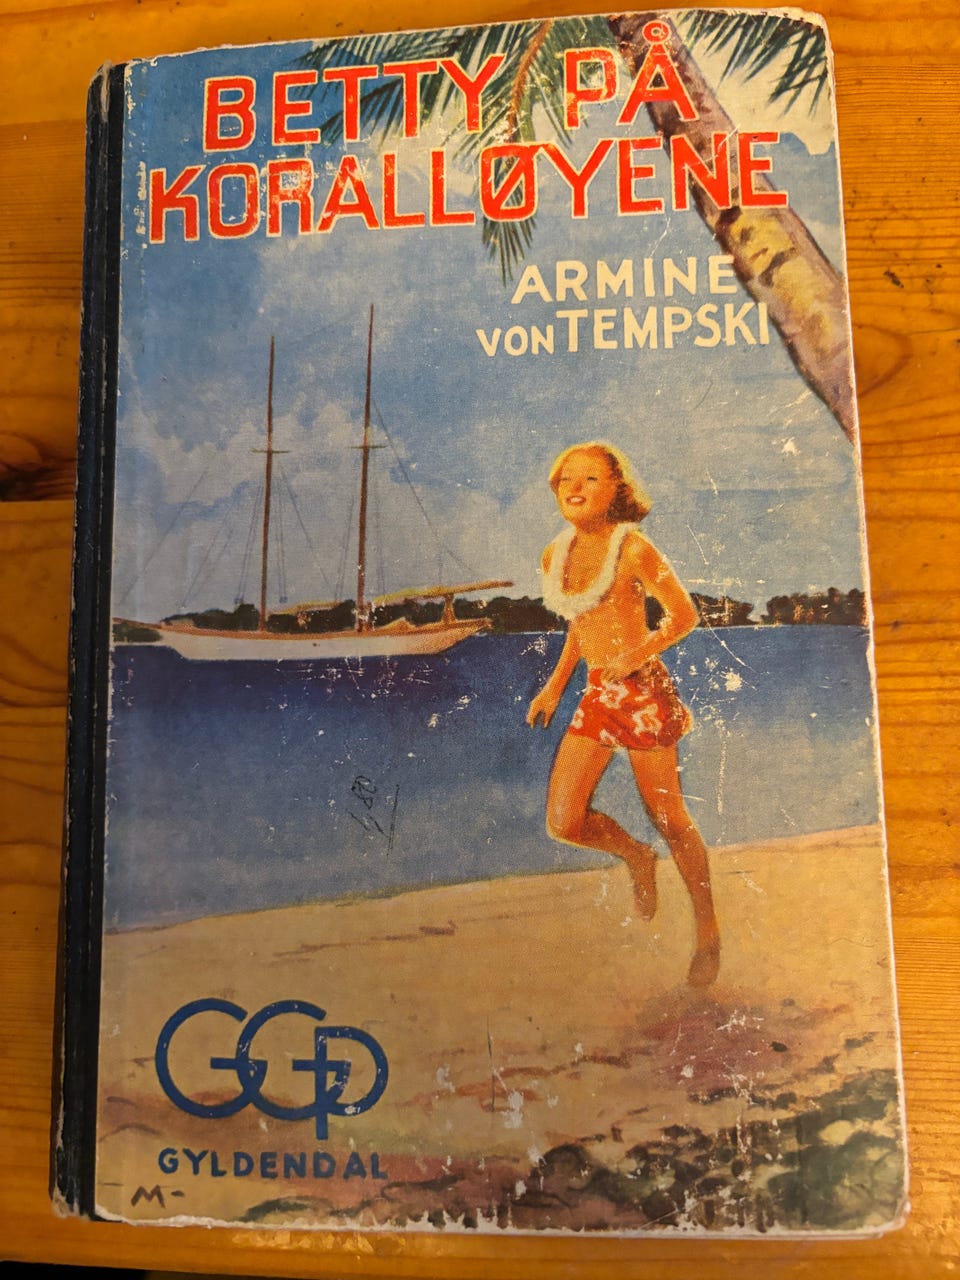 BETTY PÅ
KORALLØYENE
ARMINE
VON TEMPSKI
GGP
GYLDENDAL
M-